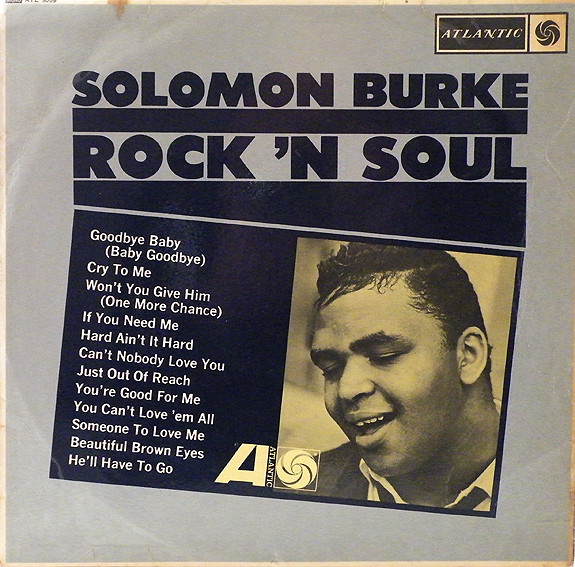 ATLANTIC
SOLOMON BURKE
ROCK 'N SOUL
Goodbye Baby
(Baby Goodbye)
Cry To Me
Won't You Give Him
(One More Chance)
If You Need Me
Hard Ain't It Hard
Can't Nobody Love You
Just Out Of Reach
You're Good For Me
You Can't Love 'em All
Someone To Love Me
Beautiful Brown Eyes
He'll Have To Go
A
ATLANTIC